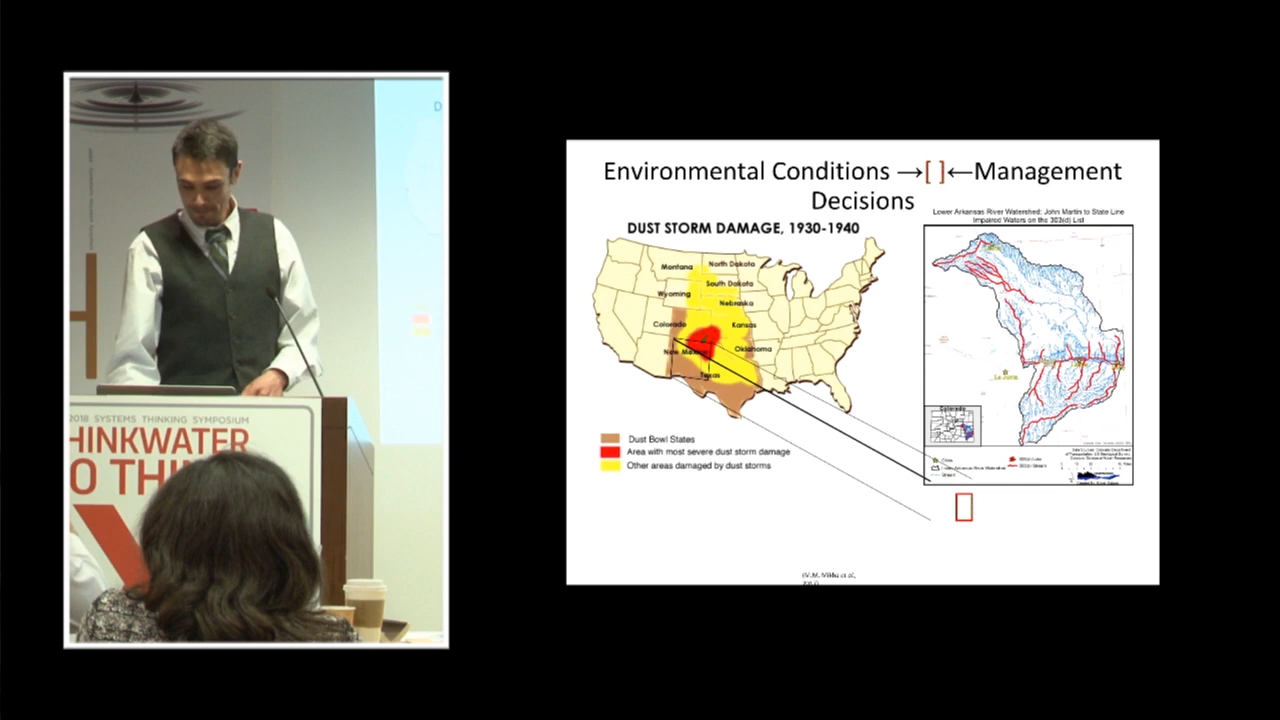 2018 SYSTEMS THINKING SYMPOSIUM
HINKWATER
O THI
D
Environmental Conditions →[ ]←Management
Decisions
DUST STORM DAMAGE, 1930-1940
Montana
North Dakota
South Dakota
Wyoming
Nebraska
Colorado
Kansas
Oklahoma
New Mexico
Texas
Dust Bowl States
Area with most severe dust storm damage
Other areas damaged by dust storms
Lower Arkansas River Watershed: John Martin to State Line
Impaired Waters on the 303(d) List
La Junta
Colorado